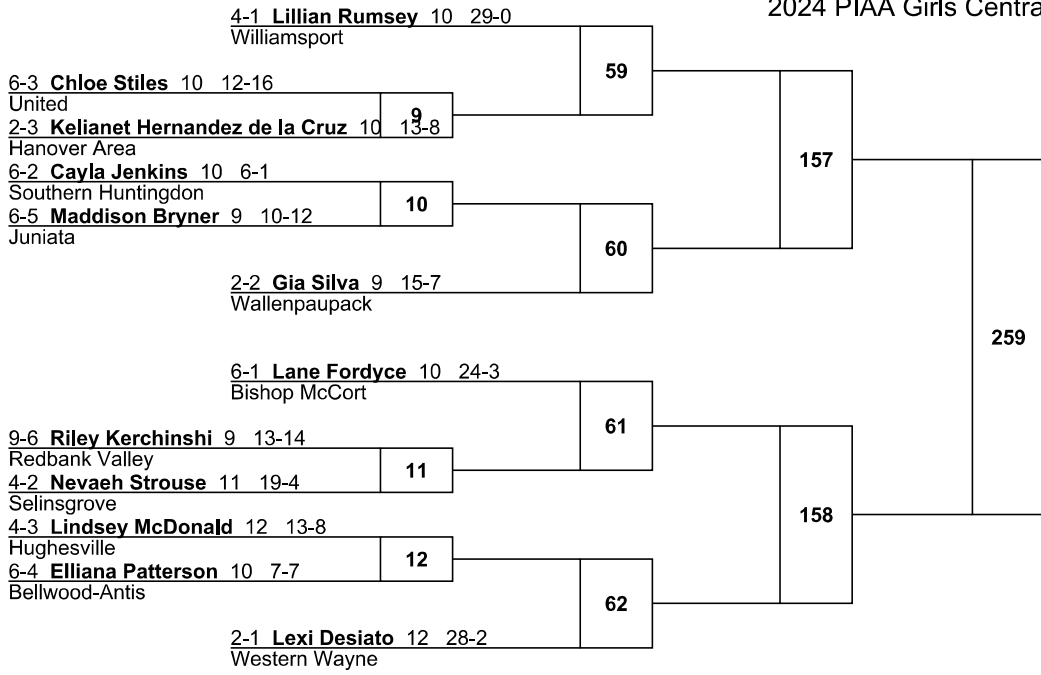 2024 PIAA Girls Centra
4-1 Lillian Rumsey 10 29-0
Williamsport
59
6-3 Chloe Stiles 10 12-16
United
9
2-3 Kelianet Hernandez de la Cruz 10 13-8
Hanover Area
157
6-2 Cayla Jenkins 10 6-1
Southern Huntingdon
10
6-5 Maddison Bryner 9 10-12
Juniata
60
2-2 Gia Silva 9 15-7
Wallenpaupack
259
6-1 Lane Fordyce 10 24-3
Bishop McCort
61
9-6 Riley Kerchinshi 9 13-14
Redbank Valley
11
4-2 Nevaeh Strouse 11 19-4
Selinsgrove
158
4-3 Lindsey McDonald 12 13-8
Hughesville
12
6-4 Elliana Patterson 10 7-7
Bellwood-Antis
62
2-1 Lexi Desiato 12 28-2
Western Wayne